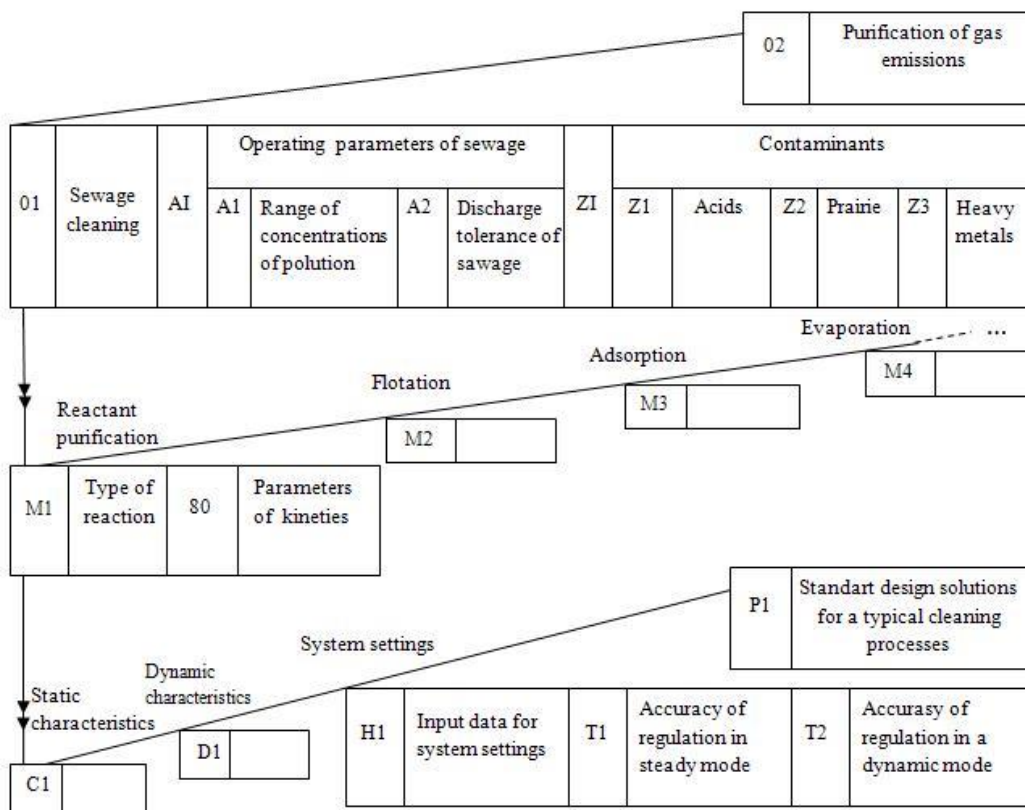 02
Purification of gas
emissions
01
Sewage
cleaning
AI
Operating parameters of sewage
A1
Range of
concentrations
of polution
A2
Discharge
tolerance of
sawage
ZI
Contaminants
Z1
Acids
Z2
Prairie
Z3
Heavy
metals
Evaporation
...
Adsorption
M4
Flotation
M3
Reactant
purification
M2
M1
Type of
reaction
80
Parameters
of kineties
P1
Standart design solutions
for a typical cleaning
processes
System settings
Dynamic
characteristics
Static
characteristics
H1
Input data for
system settings
T1
Accuracy of
regulation in
steady mode
T2
Accurasy of
regulation in a
dynamic mode
D1
C1